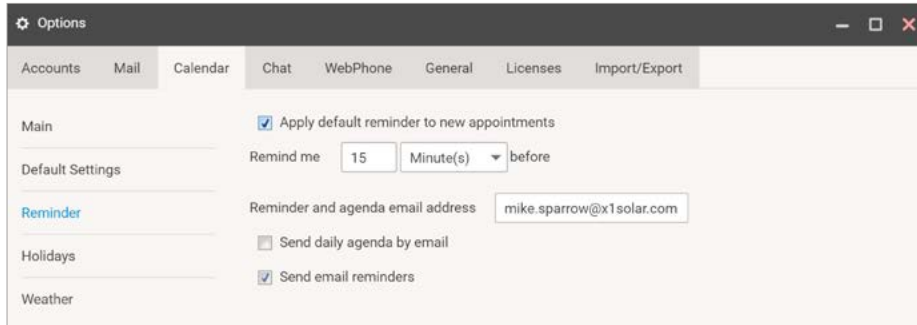 Options
Accounts Mail Calendar Chat WebPhone General Licenses Import/Export
Main
Default Settings
Reminder
Holidays
Weather
Apply default reminder to new appointments
Remind me 15 Minute(s) before
Reminder and agenda email address mike.sparrow@x1solar.com
Send daily agenda by email
Send email reminders